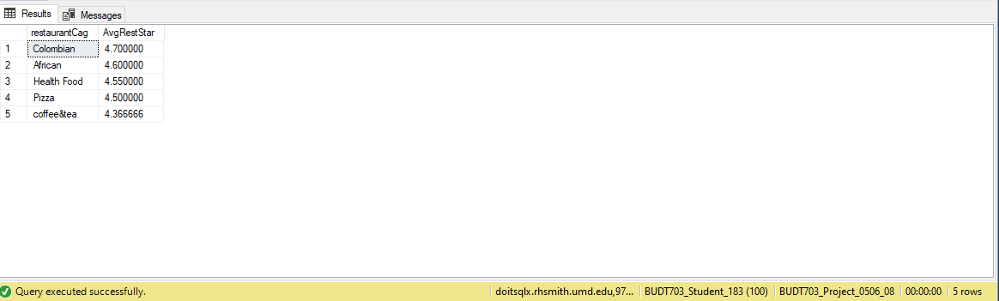 Results Messages
restaurantCag AvgRestStar
1 Colombian 4.700000
2 African 4.600000
3 Health Food 4.550000
4 Pizza 4.500000
5 coffee&tea 4.366666
Query executed successfully. doitsqlx.rhsmith.umd.edu,97... BUDT703_Student_183 (100) BUDT703_Project_0506_08 00:00:00 5 rows